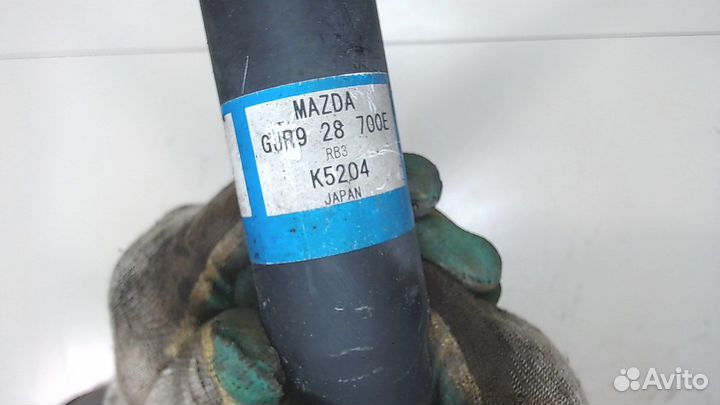 MAZDA
GJR9 28 700E
RB3
K5204
JAPAN
Avito